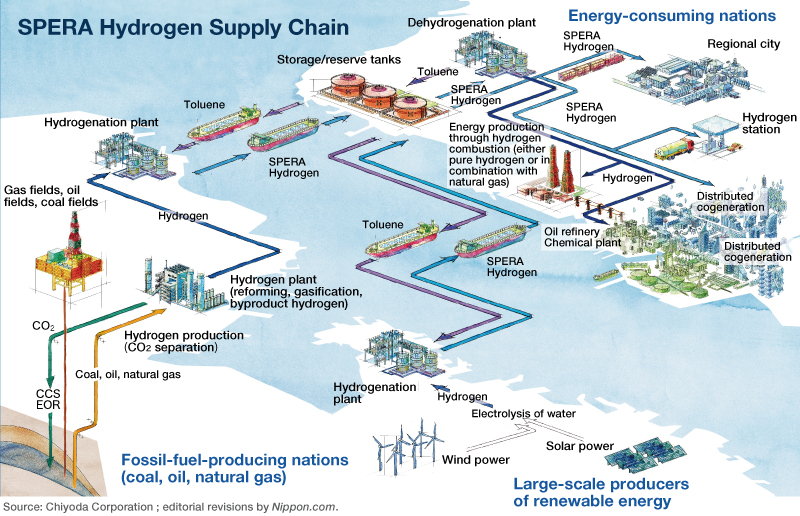 SPERA Hydrogen Supply Chain
Energy-consuming nations
Dehydrogenation plant
SPERA
Hydrogen
Regional city
Storage/reserve tanks
Toluene
SPERA
Hydrogen
SPERA
Hydrogen
Toluene
Hydrogenation plant
SPERA
Hydrogen
Energy production
through hydrogen
combustion (either
pure hydrogen or in
combination with
natural gas)
Hydrogen
station
Hydrogen
Gas fields, oil
fields, coal fields
Hydrogen
Distributed
cogeneration
Toluene
Oil refinery
Chemical plant
Distributed
cogeneration
SPERA
Hydrogen
Hydrogen plant
(reforming, gasification,
byproduct hydrogen)
CO2
Hydrogen production
(CO2 separation)
Coal, oil, natural gas
CCS
EOR
Hydrogenation
plant
Hydrogen
Electrolysis of water
Solar power
Wind power
Fossil-fuel-producing nations
(coal, oil, natural gas)
Large-scale producers
of renewable energy
Source: Chiyoda Corporation ; editorial revisions by Nippon.com.